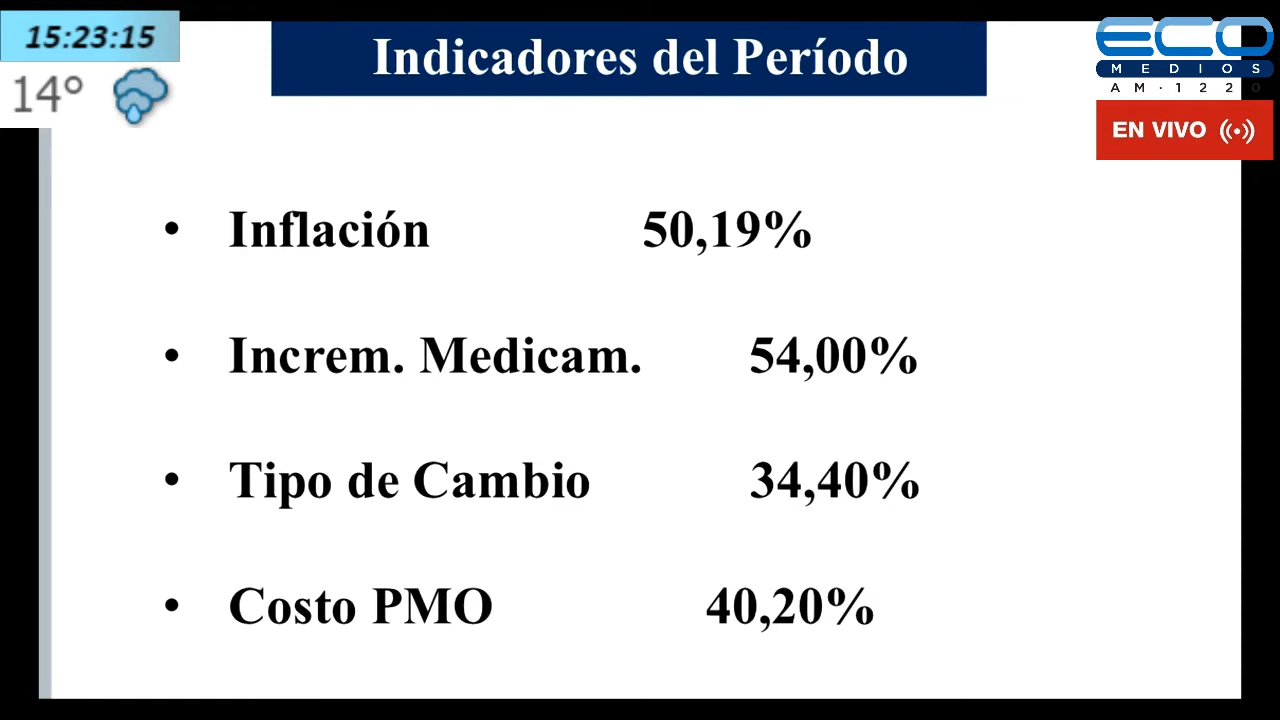 15:23:15
14°
Indicadores del Período
ECO
MEDIOS
AM·1220
EN VIVO
• Inflación 50,19%
• Increm. Medicam. 54,00%
• Tipo de Cambio 34,40%
• Costo PMO 40,20%